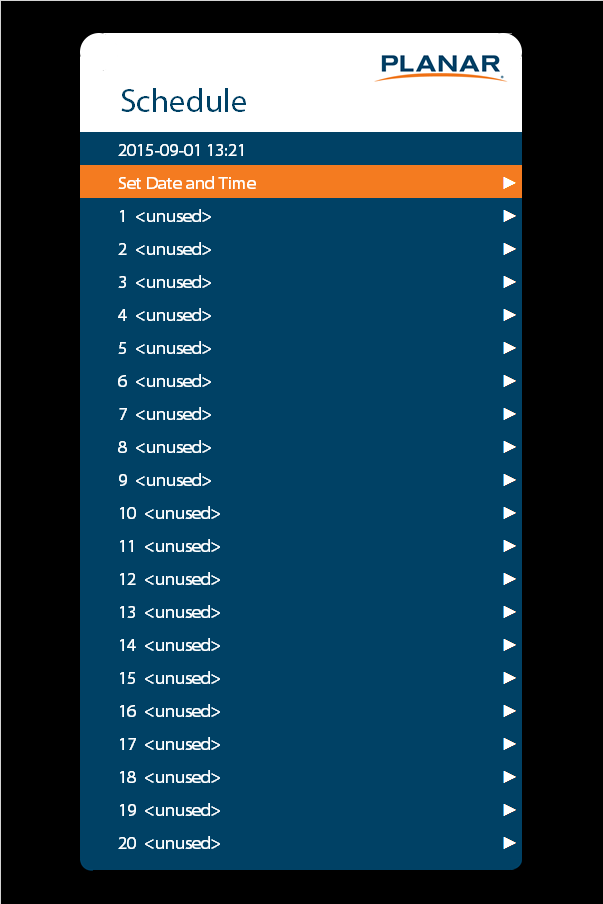 PLANAR
Schedule
2015-09-01 13:21
Set Date and Time
1 <unused>
2 <unused>
3 <unused>
4 <unused>
5 <unused>
6 <unused>
7 <unused>
8 <unused>
9 <unused>
10 <unused>
11 <unused>
12 <unused>
13 <unused>
14 <unused>
15 <unused>
16 <unused>
17 <unused>
18 <unused>
19 <unused>
20 <unused>